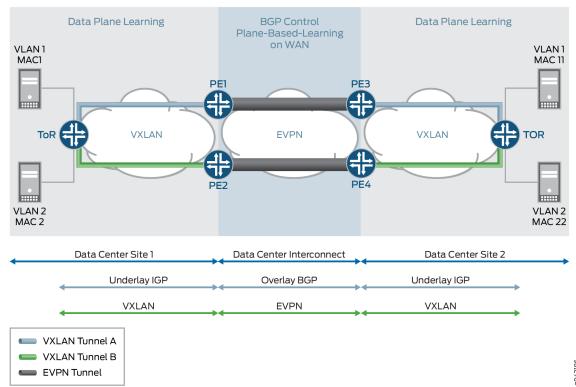 Data Plane Learning
BGP Control
Plane-Based-Learning
on WAN
Data Plane Learning
VLAN 1
MAC1
VLAN 1
MAC 11
PE1
PE3
ToR
VXLAN
EVPN
VXLAN
TOR
PE2
PE4
VLAN 2
MAC 2
VLAN 2
MAC 22
Data Center Site 1
Data Center Interconnect
Data Center Site 2
Underlay IGP
Overlay BGP
Underlay IGP
VXLAN
EVPN
VXLAN
VXLAN Tunnel A
VXLAN Tunnel B
EVPN Tunnel